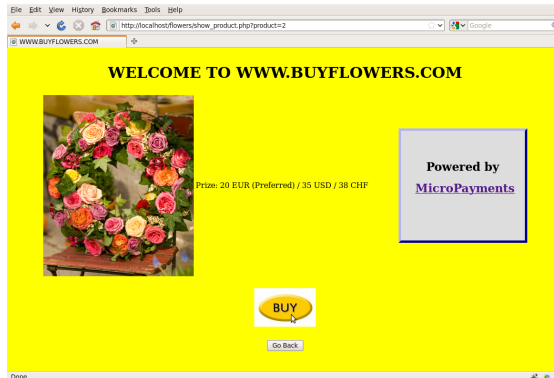 File Edit View History Bookmarks Tools Help
http://localhost/flowers/show_product.php?product=2
Google
WWW.BUYFLOWERS.COM
WELCOME TO WWW.BUYFLOWERS.COM
Prize: 20 EUR (Preferred) / 35 USD / 38 CHF
Powered by
MicroPayments
BUY
Go Back
Done